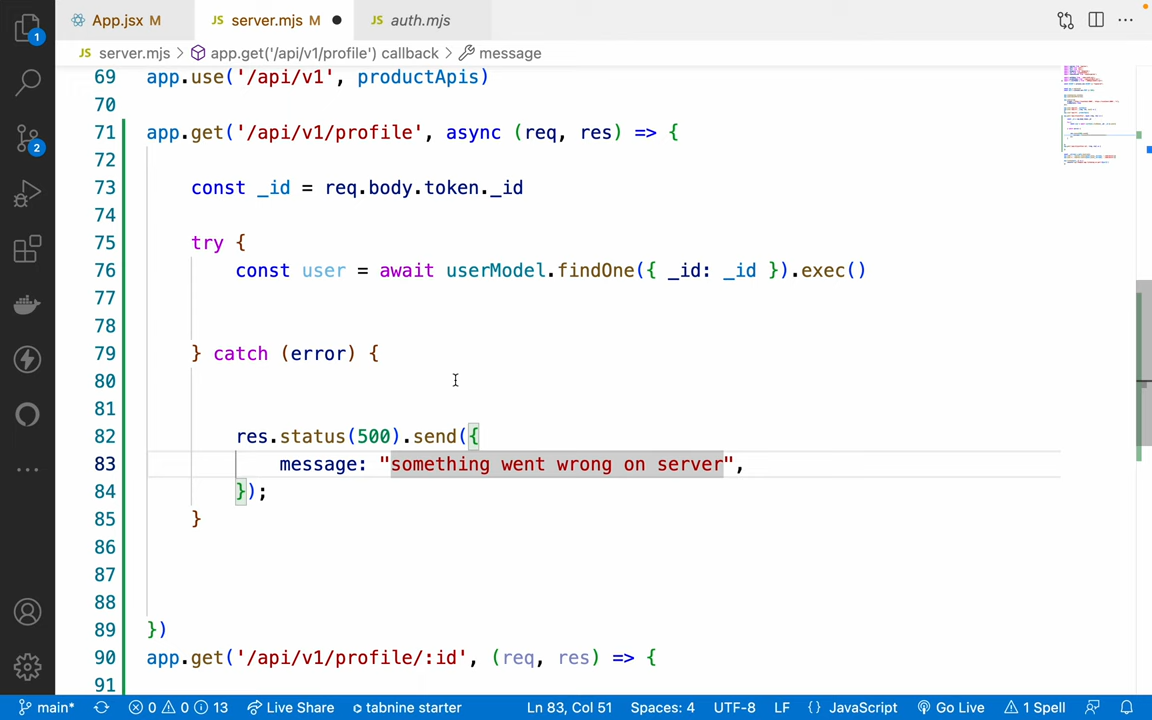 1
2
App.jsx M
JS server.mjs M
JS auth.mjs
JS server.mjs > app.get('/api/v1/profile') callback > message
69 app.use('/api/v1', productApis)
70
71 app.get('/api/v1/profile', async (req, res) => {
72
73 const _id = req.body.token._id
74
75 try {
76 const user = await userModel.findOne({ _id: _id }).exec()
77
78
79 } catch (error) {
80
81
82 res.status(500).send({
83 message: "something went wrong on server",
84 });
85 }
86
87
88
89 })
90 app.get('/api/v1/profile/:id', (req, res) => {
91
main* 0 0 13 Live Share tabnine starter Ln 83, Col 51 Spaces: 4 UTF-8 LF {} JavaScript Go Live 1 Spell